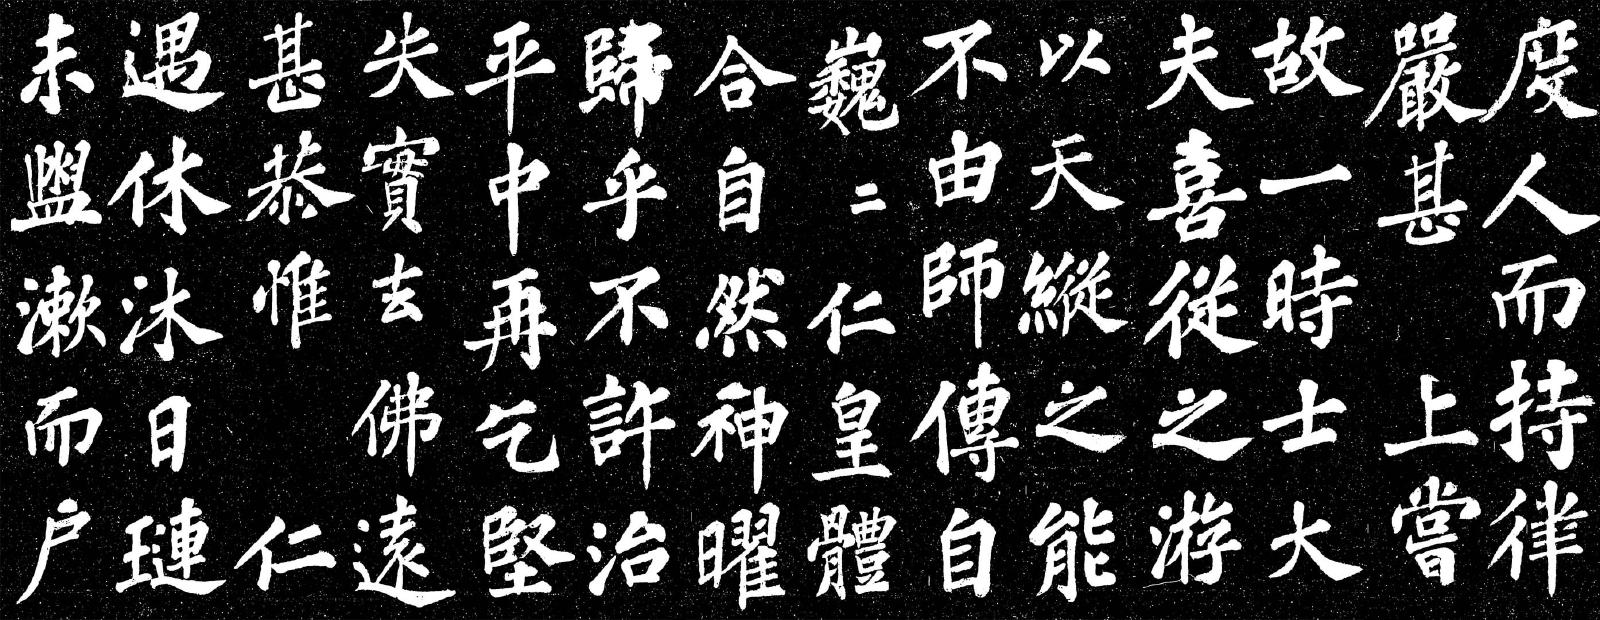 度人而持律
嚴甚上嘗
故一時士大
夫喜從之游
以天縱之能
不由師傳自
巍二仁皇體
合自然神曜
歸乎不許治
平中再乞堅
失實去佛遠
甚恭惟仁
遇休沐日璉
未盥漱而户